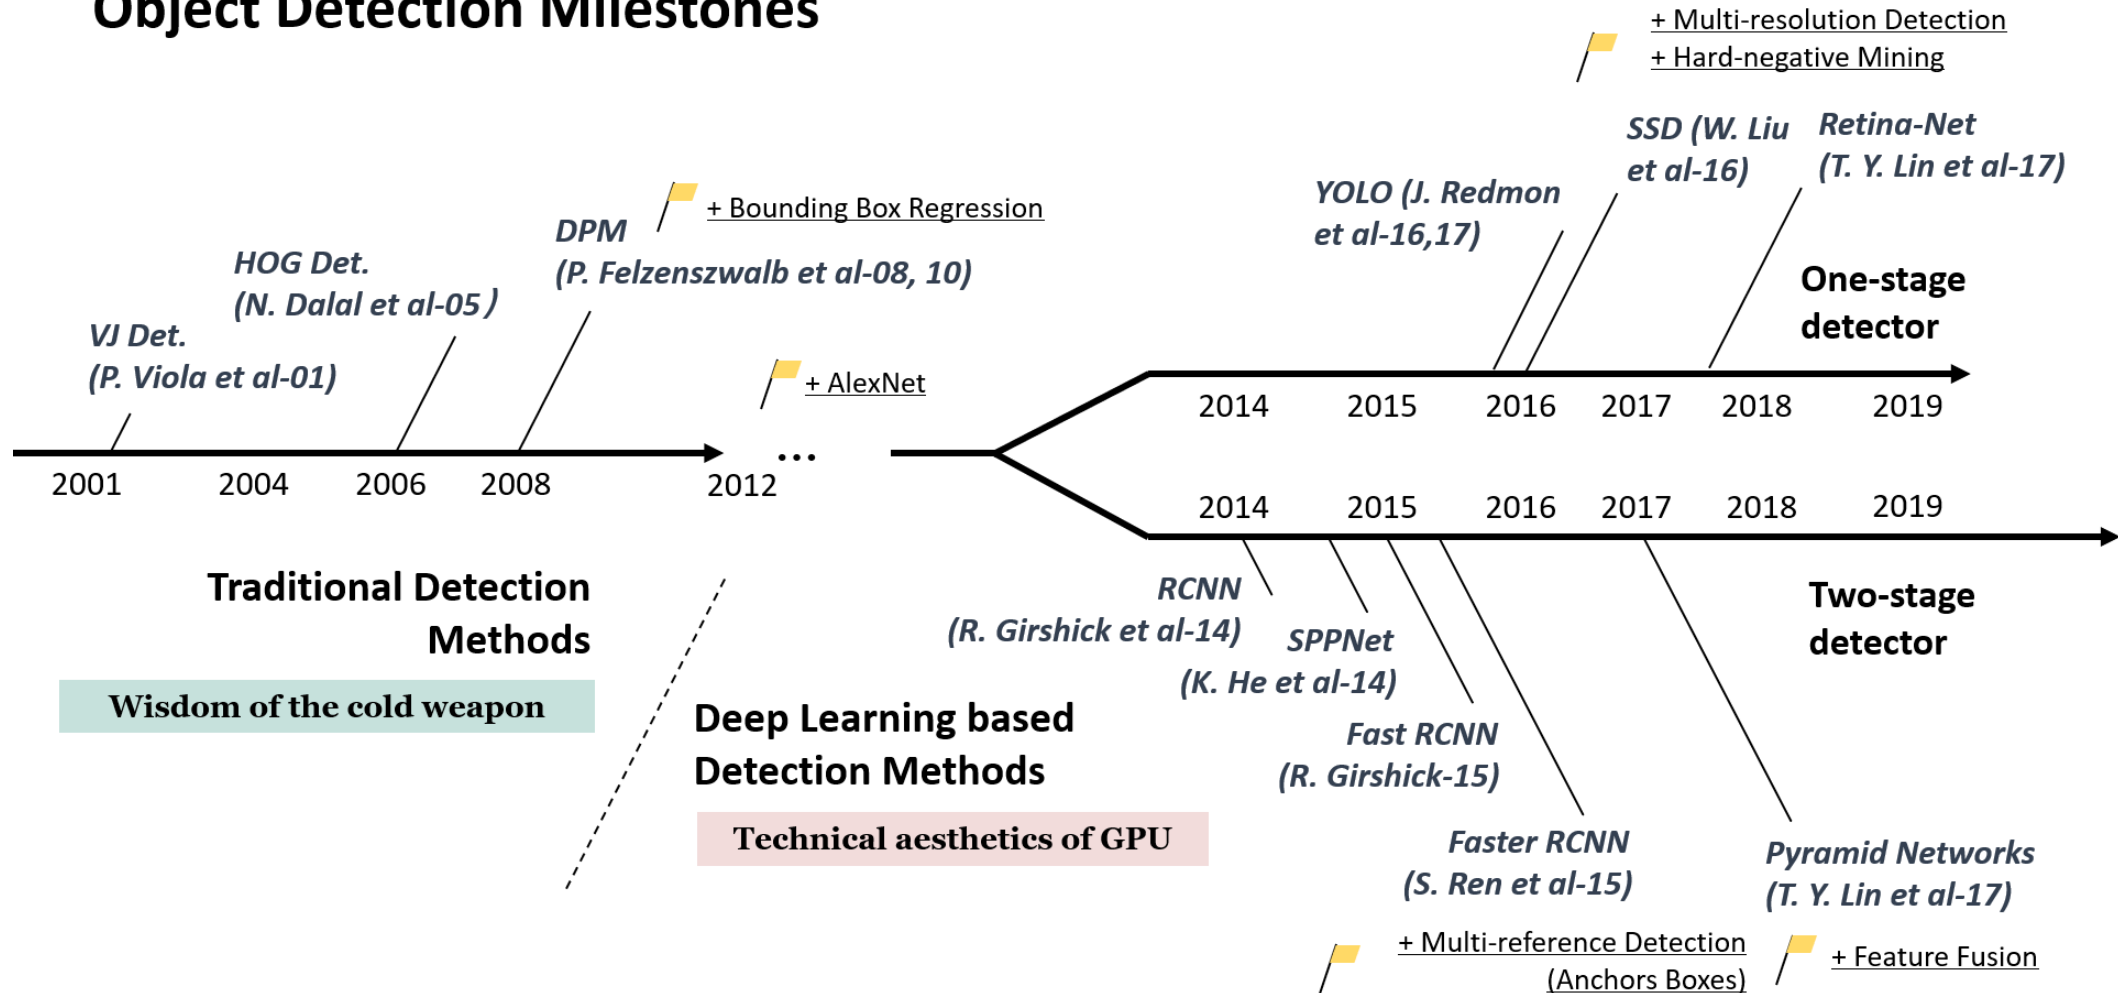 Object Detection Milestones
+ Multi-resolution Detection
+ Hard-negative Mining
SSD (W. Liu
et al-16)
Retina-Net
(T. Y. Lin et al-17)
YOLO (J. Redmon
et al-16,17)
+ Bounding Box Regression
DPM
(P. Felzenszwalb et al-08, 10)
HOG Det.
(N. Dalal et al-05)
VJ Det.
(P. Viola et al-01)
+ AlexNet
One-stage
detector
2014 2015 2016 2017 2018 2019
...
2001 2004 2006 2008 2012
2014 2015 2016 2017 2018 2019
Traditional Detection
Methods
Wisdom of the cold weapon
Deep Learning based
Detection Methods
Technical aesthetics of GPU
RCNN
(R. Girshick et al-14)
SPPNet
(K. He et al-14)
Fast RCNN
(R. Girshick-15)
Faster RCNN
(S. Ren et al-15)
Two-stage
detector
Pyramid Networks
(T. Y. Lin et al-17)
+ Multi-reference Detection
(Anchors Boxes)
+ Feature Fusion